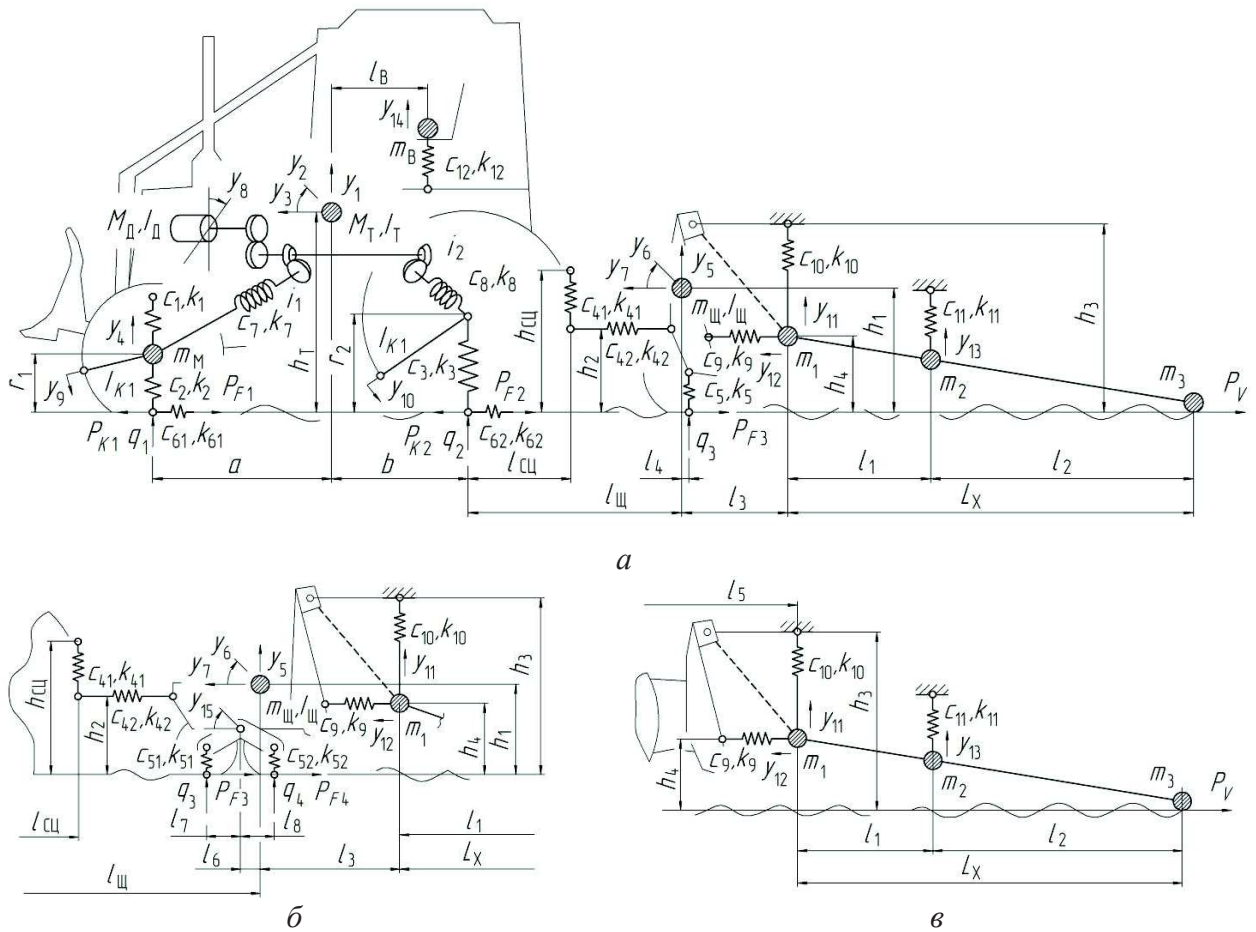 l_В
y_14
m_В
c_12, k_12
y_2
y_3
y_1
y_8
M_Д, I_Д
M_Т, I_Т
i_2
i_1
c_8, k_8
c_7, k_7
c_1, k_1
y_4
m_М
r_1
y_9
l_К1
c_2, k_2
P_F1
h_Т
r_2
l_К1
c_3, k_3
y_10
P_F2
h_СЦ
c_41, k_41
c_42, k_42
h_2
y_6
y_7
y_5
m_Щ, I_Щ
c_9, k_9
y_12
c_5, k_5
c_10, k_10
y_11
m_1
h_4
h_1
c_11, k_11
y_13
m_2
h_3
m_3
P_V
P_К1
q_1
c_61, k_61
P_К2
q_2
c_62, k_62
q_3
P_F3
a
b
l_СЦ
l_4
l_Щ
l_3
l_1
l_2
L_X
а
h_СЦ
c_41, k_41
c_42, k_42
h_2
y_6
y_7
y_5
y_15
m_Щ, I_Щ
c_51, k_51
c_52, k_52
c_9, k_9
y_12
c_10, k_10
y_11
m_1
h_4
h_1
h_3
q_3
P_F3
q_4
P_F4
l_СЦ
l_7
l_8
l_6
l_3
l_1
L_X
l_Щ
б
l_5
c_10, k_10
y_11
h_3
h_4
c_9, k_9
y_12
m_1
c_11, k_11
y_13
m_2
m_3
P_V
l_1
l_2
L_X
в